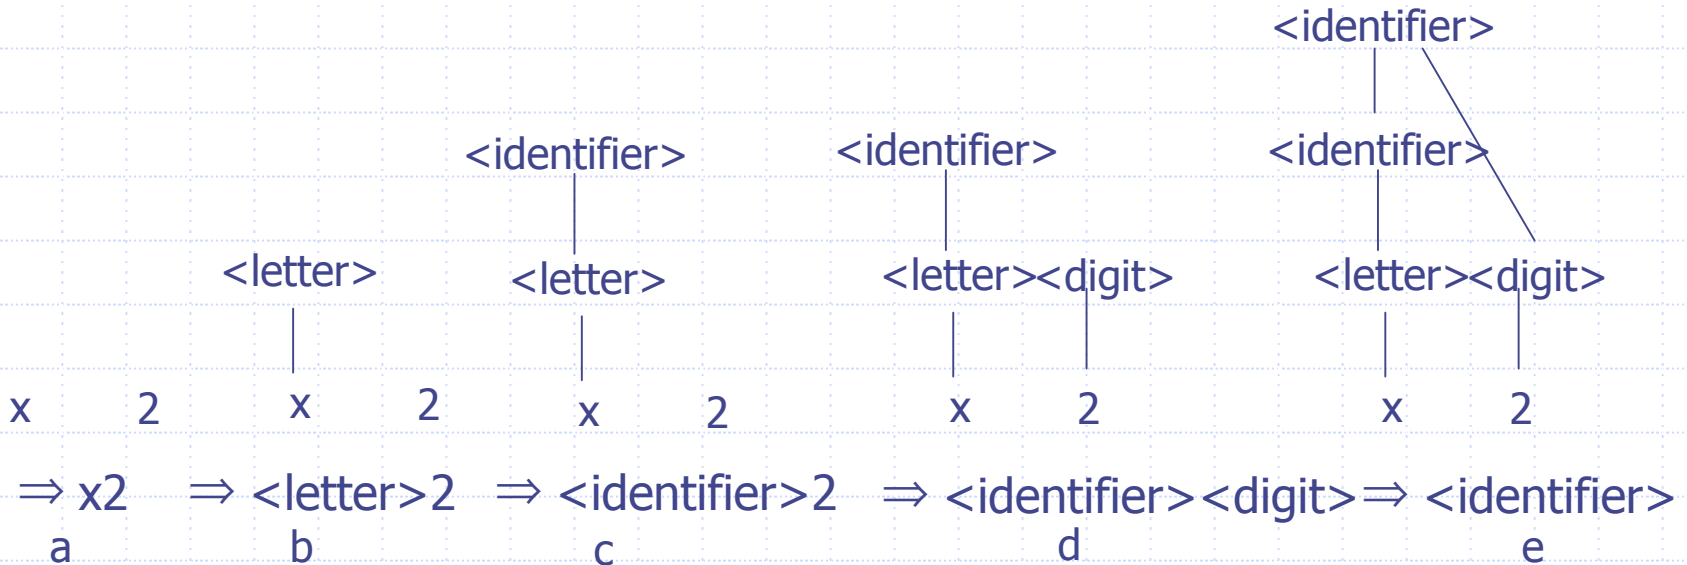 <identifier>
<identifier> <identifier> <identifier>
<letter> <letter> <letter><digit> <letter><digit>
x 2 x 2 x 2 x 2 x 2
⇒ x2 ⇒ <letter>2 ⇒ <identifier>2 ⇒ <identifier><digit>⇒ <identifier>
a b c d e